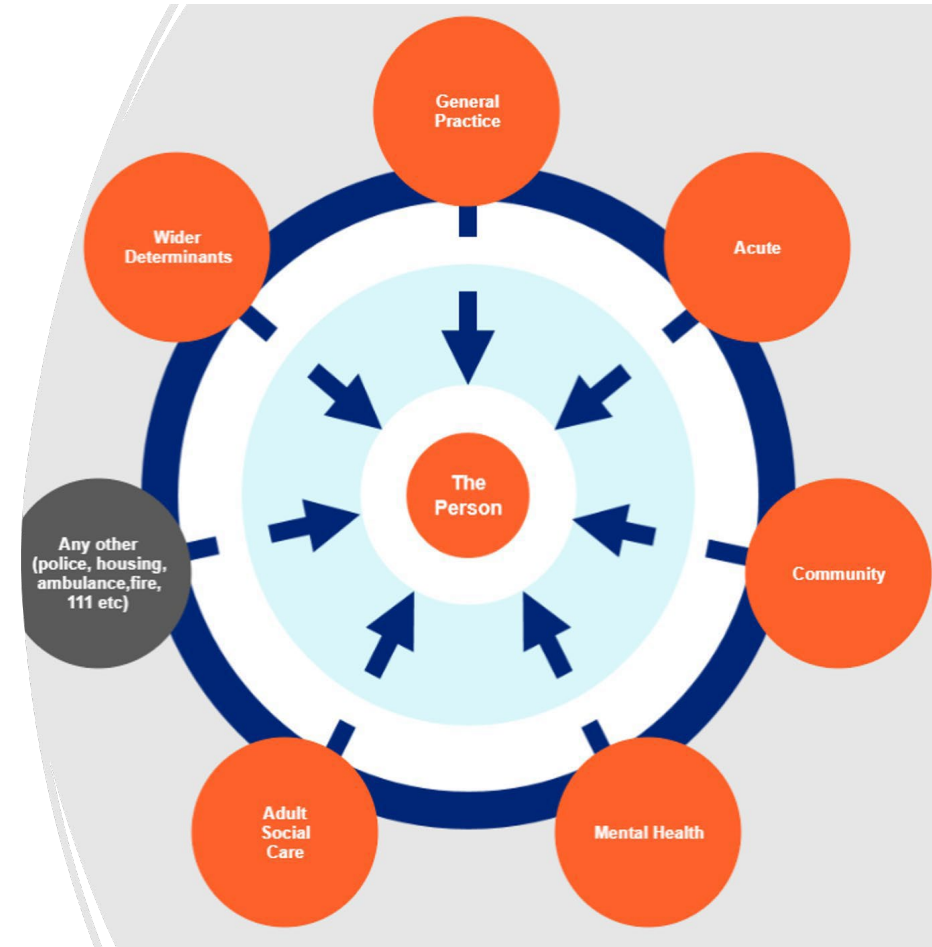 General
Practice
Wider
Determinants
Acute
The
Person
Any other
(police, housing,
ambulance,fire,
111 etc)
Community
Adult
Social
Care
Mental Health